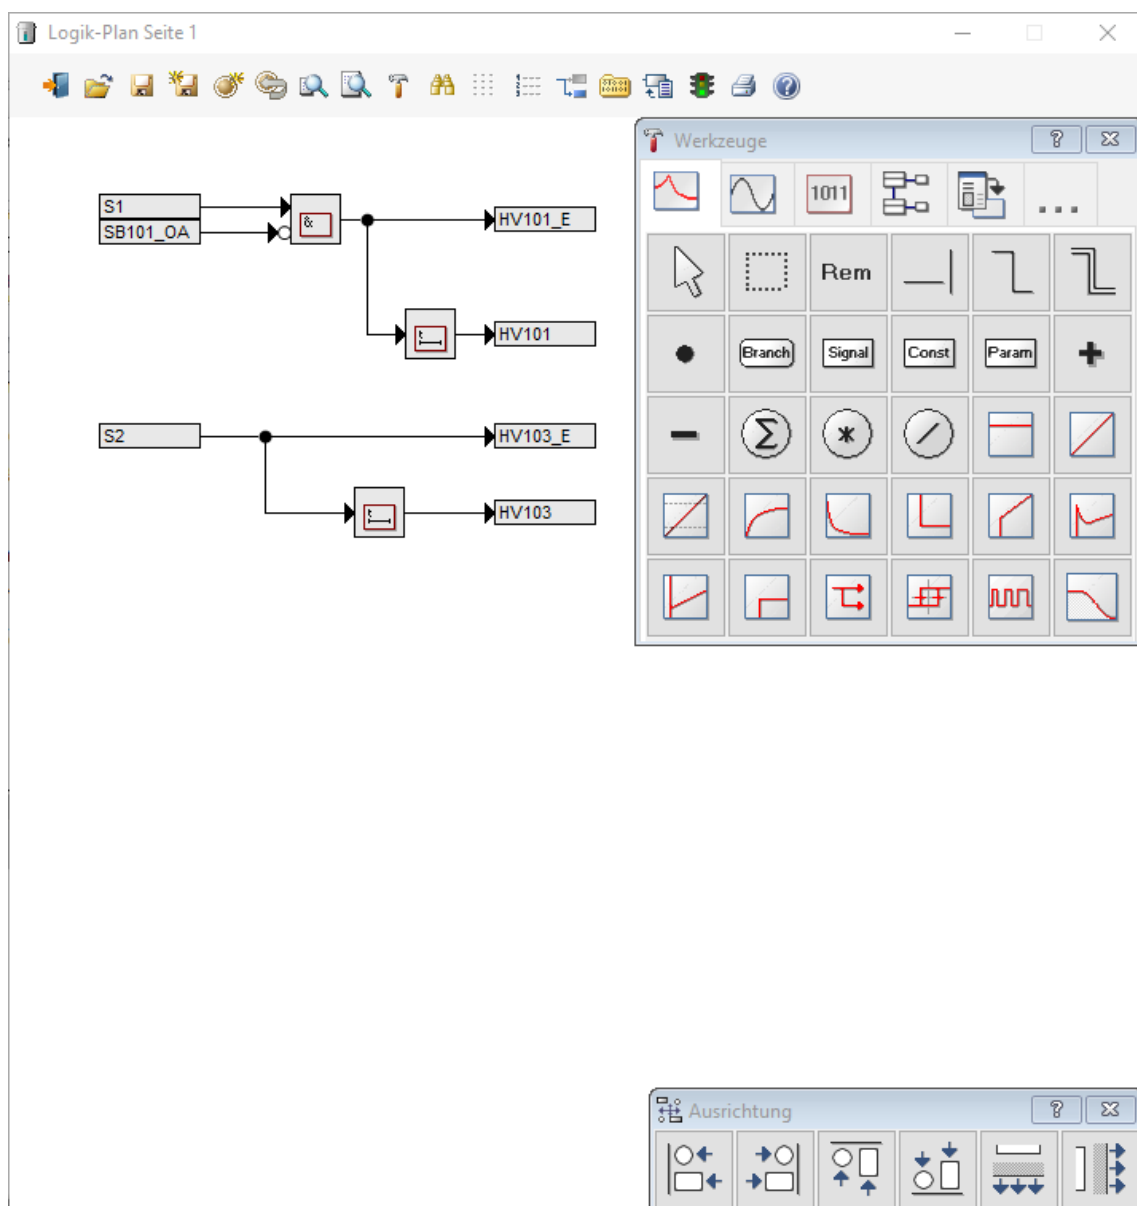 Logik-Plan Seite 1
Werkzeuge
1011
...
S1
SB101_OA
&
HV101_E
HV101
S2
HV103_E
HV103
Rem
Branch
Signal
Const
Param
Ausrichtung